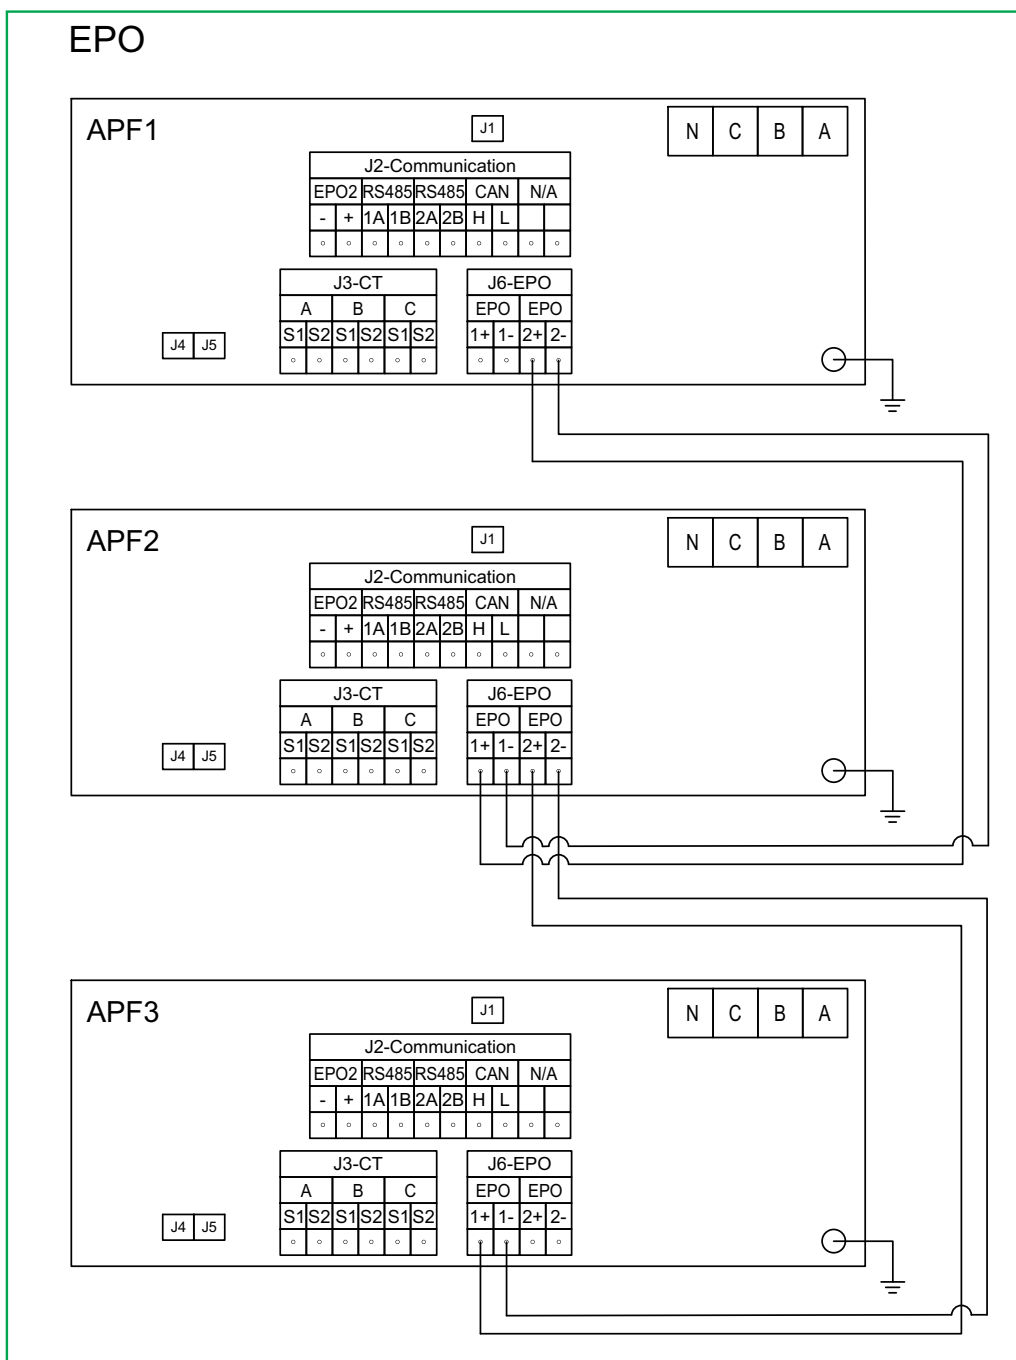 EPO
APF1
J1
N C B A
J2-Communication
EPO2 RS485 RS485 CAN N/A
- + 1A 1B 2A 2B H L
J3-CT J6-EPO
A B C EPO EPO
S1 S2 S1 S2 S1 S2 1+ 1- 2+ 2-
J4 J5
APF2
J1
N C B A
J2-Communication
EPO2 RS485 RS485 CAN N/A
- + 1A 1B 2A 2B H L
J3-CT J6-EPO
A B C EPO EPO
S1 S2 S1 S2 S1 S2 1+ 1- 2+ 2-
J4 J5
APF3
J1
N C B A
J2-Communication
EPO2 RS485 RS485 CAN N/A
- + 1A 1B 2A 2B H L
J3-CT J6-EPO
A B C EPO EPO
S1 S2 S1 S2 S1 S2 1+ 1- 2+ 2-
J4 J5